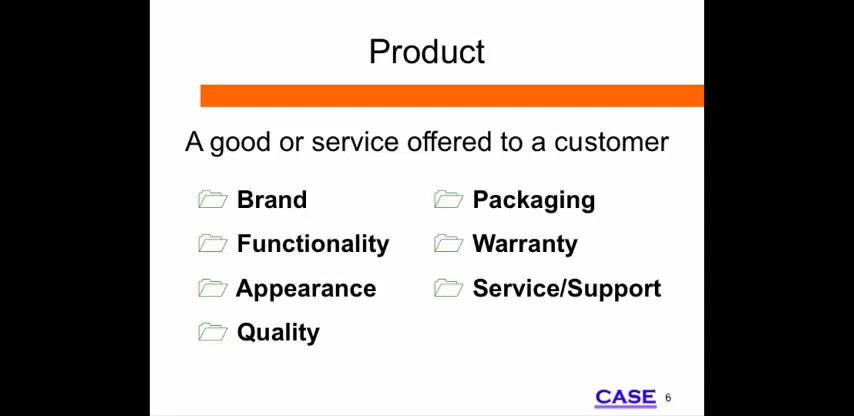 Product
A good or service offered to a customer
Brand
Functionality
Appearance
Quality
Packaging
Warranty
Service/Support
CASE 6